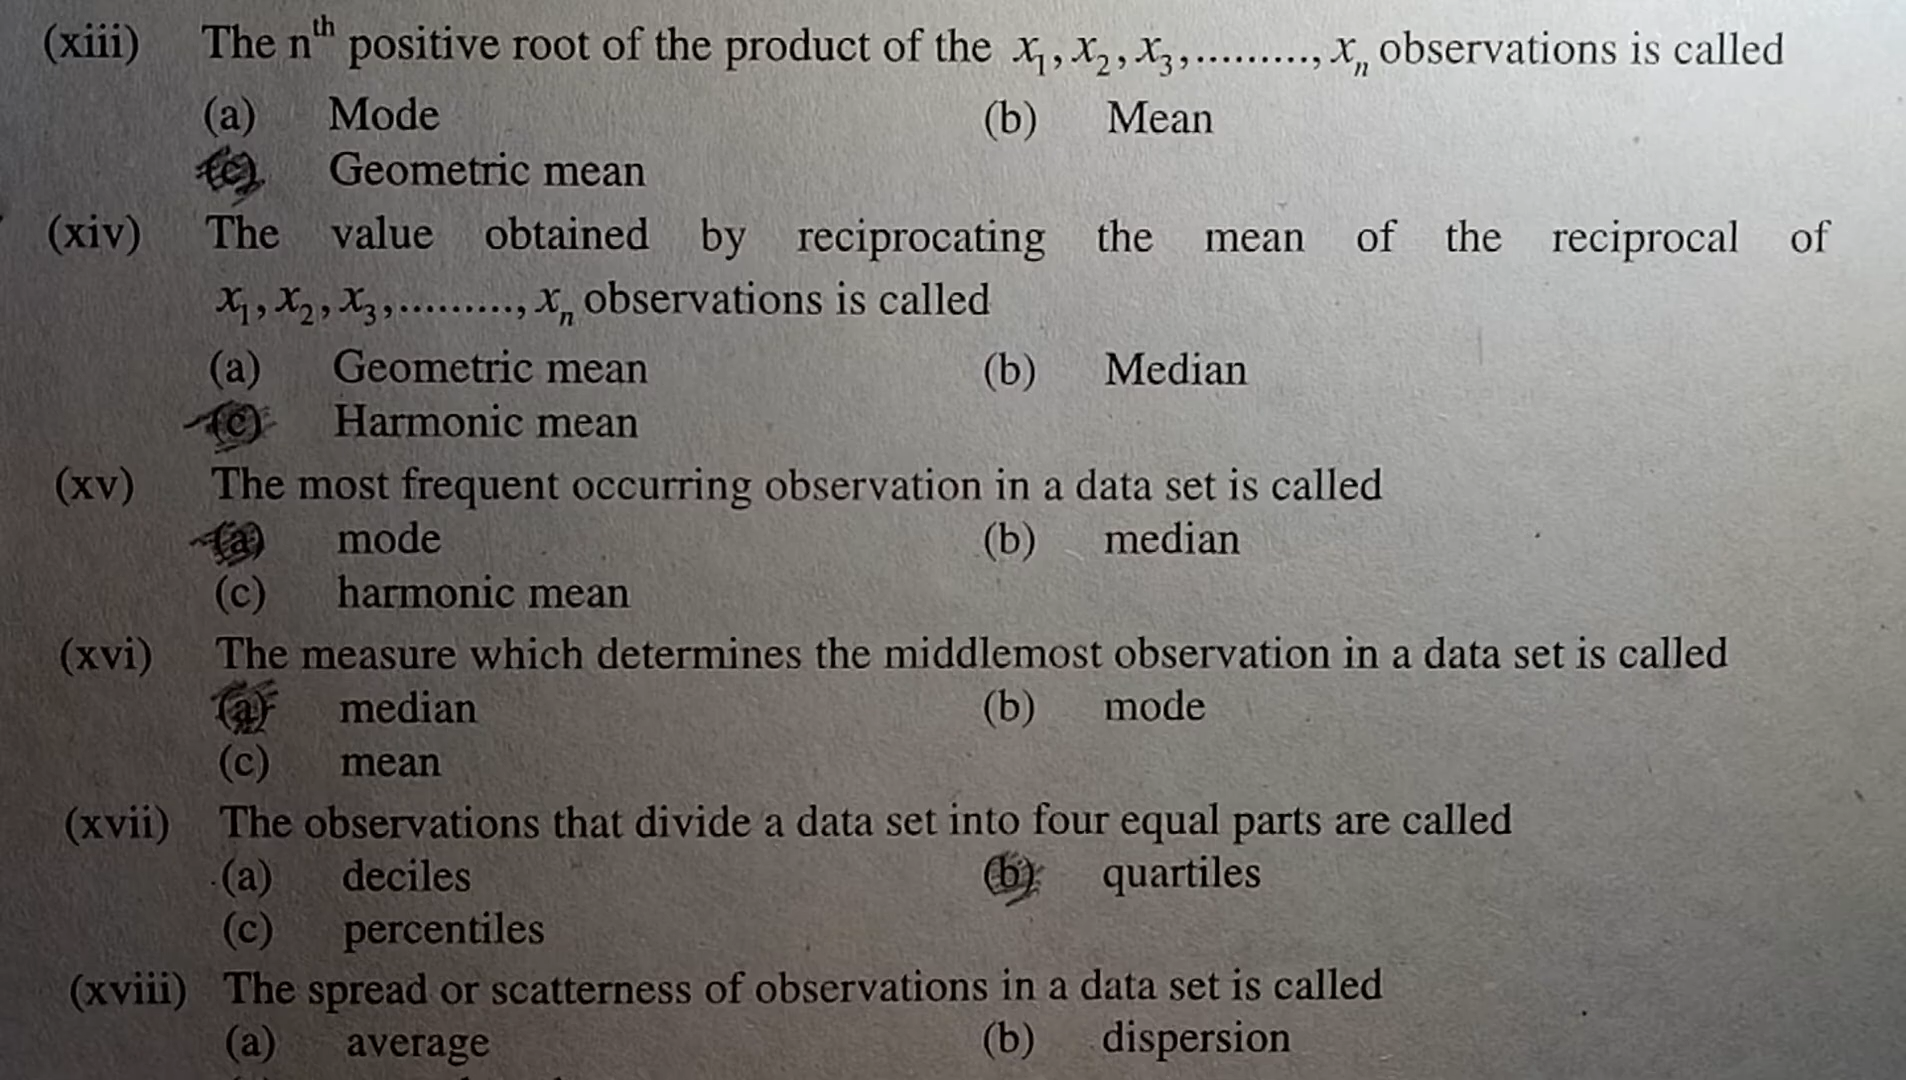 (xiii) The nth positive root of the product of the x1, x2, x3, .........., xn observations is called
(a) Mode (b) Mean
(c) Geometric mean
(xiv) The value obtained by reciprocating the mean of the reciprocal of
x1, x2, x3, .........., xn observations is called
(a) Geometric mean (b) Median
(c) Harmonic mean
(xv) The most frequent occurring observation in a data set is called
(a) mode (b) median
(c) harmonic mean
(xvi) The measure which determines the middlemost observation in a data set is called
(a) median (b) mode
(c) mean
(xvii) The observations that divide a data set into four equal parts are called
(a) deciles (b) quartiles
(c) percentiles
(xviii) The spread or scatterness of observations in a data set is called
(a) average (b) dispersion